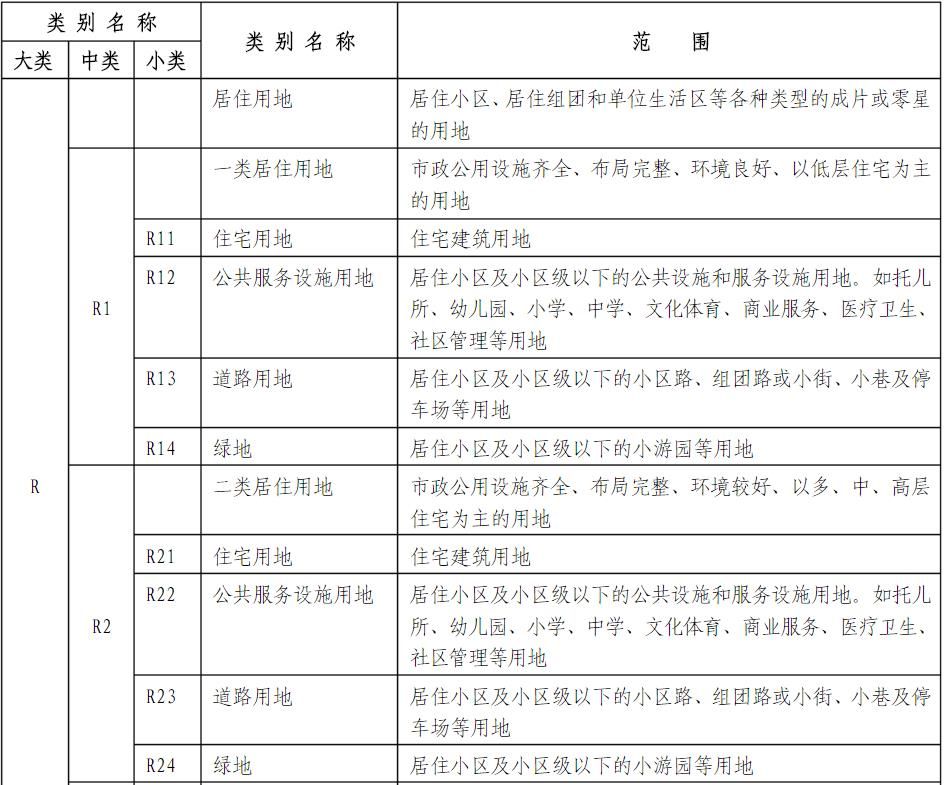 类 别 名 称
类 别 名 称
范 围
大类
中类
小类
R
居住用地
居住小区、居住组团和单位生活区等各种类型的成片或零星
的用地
R1
一类居住用地
市政公用设施齐全、布局完整、环境良好、以低层住宅为主
的用地
R11
住宅用地
住宅建筑用地
R12
公共服务设施用地
居住小区及小区级以下的公共设施和服务设施用地。如托儿
所、幼儿园、小学、中学、文化体育、商业服务、医疗卫生、
社区管理等用地
R13
道路用地
居住小区及小区级以下的小区路、组团路或小街、小巷及停
车场等用地
R14
绿地
居住小区及小区级以下的小游园等用地
R2
二类居住用地
市政公用设施齐全、布局完整、环境较好、以多、中、高层
住宅为主的用地
R21
住宅用地
住宅建筑用地
R22
公共服务设施用地
居住小区及小区级以下的公共设施和服务设施用地。如托儿
所、幼儿园、小学、中学、文化体育、商业服务、医疗卫生、
社区管理等用地
R23
道路用地
居住小区及小区级以下的小区路、组团路或小街、小巷及停
车场等用地
R24
绿地
居住小区及小区级以下的小游园等用地